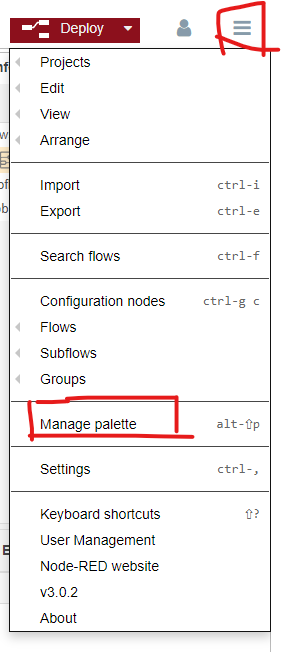 Deploy
Projects
Edit
View
Arrange
Import ctrl-i
Export ctrl-e
Search flows ctrl-f
Configuration nodes ctrl-g c
Flows
Subflows
Groups
Manage palette alt-⇧p
Settings ctrl-,
Keyboard shortcuts ⇧?
User Management
Node-RED website
v3.0.2
About